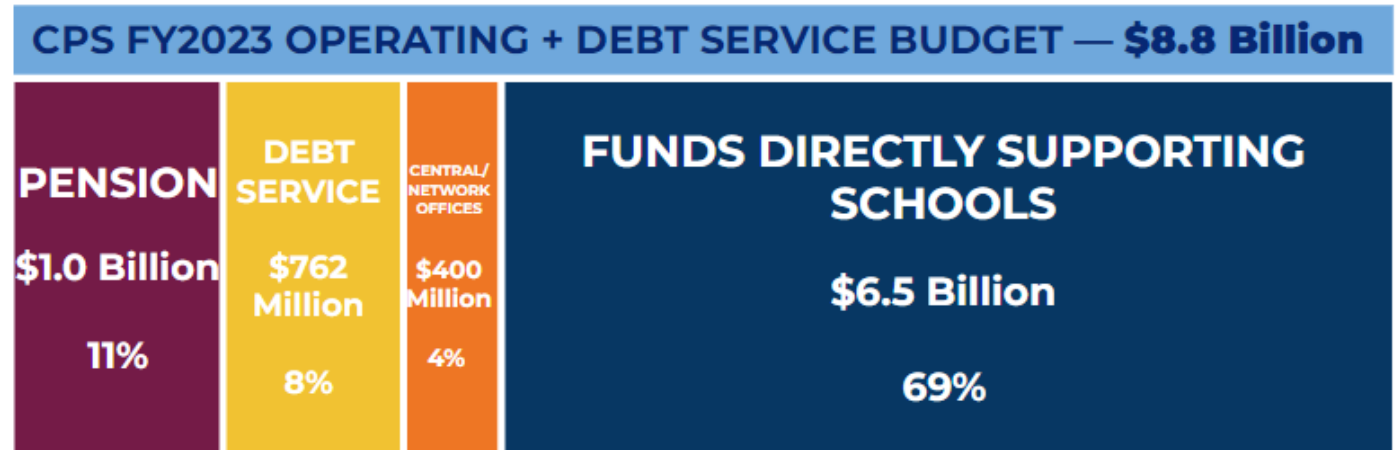 CPS FY2023 OPERATING + DEBT SERVICE BUDGET — $8.8 Billion
PENSION
$1.0 Billion
11%
DEBT
SERVICE
$762
Million
8%
CENTRAL/
NETWORK
OFFICES
$400
Million
4%
FUNDS DIRECTLY SUPPORTING
SCHOOLS
$6.5 Billion
69%